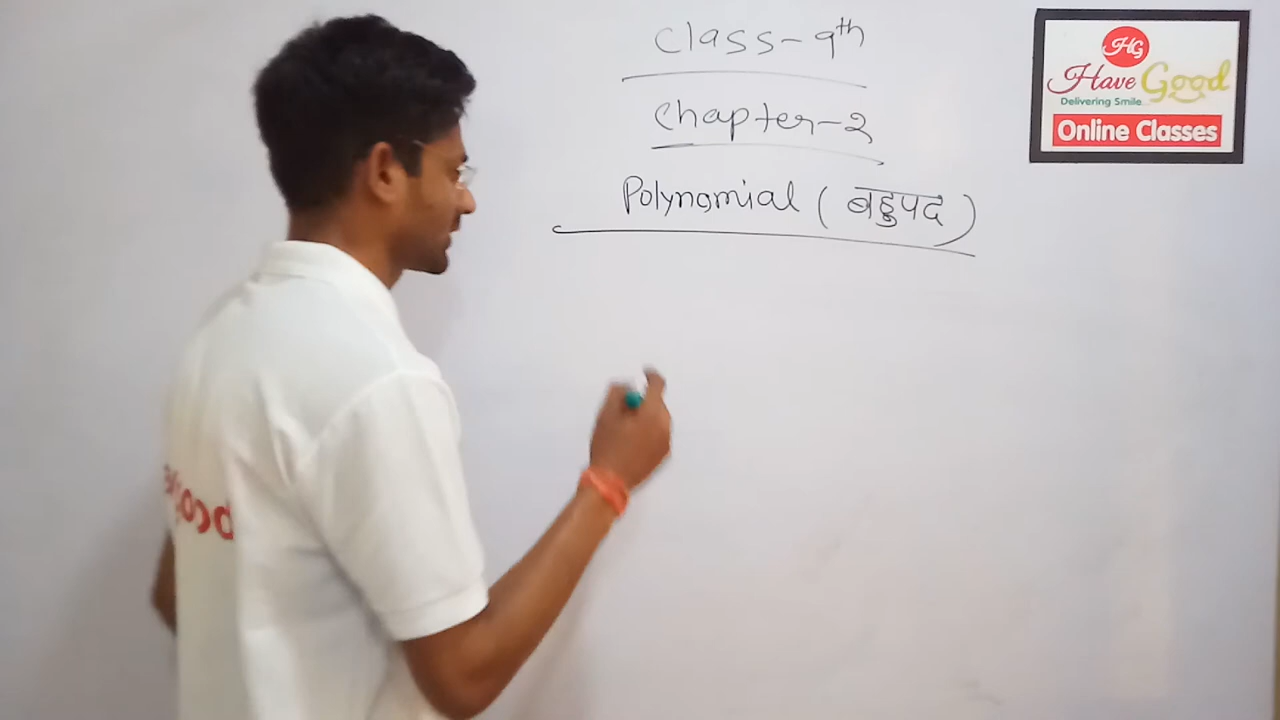 Class-9th
Chapter-2
Polynomial (बहुपद)
HG
Have Good
Delivering Smile
Online Classes